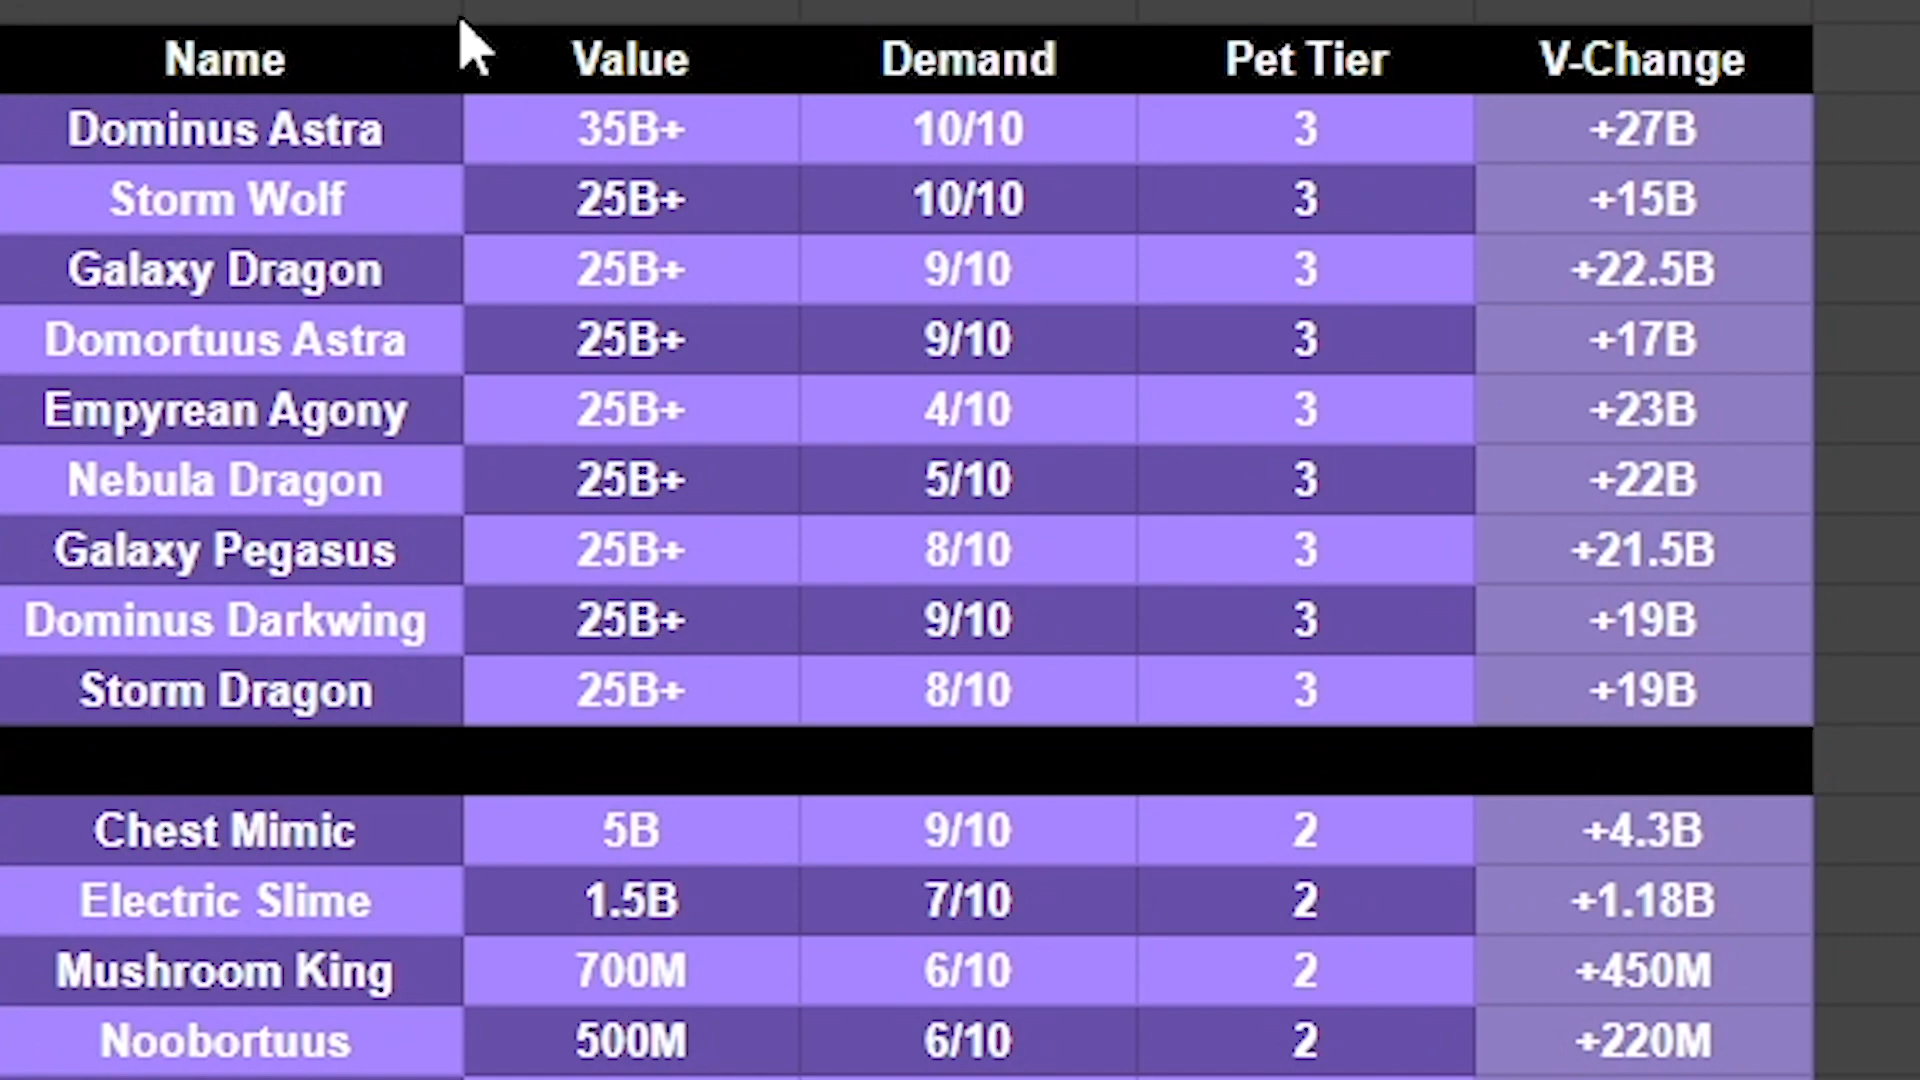 Name Value Demand Pet Tier V-Change
Dominus Astra 35B+ 10/10 3 +27B
Storm Wolf 25B+ 10/10 3 +15B
Galaxy Dragon 25B+ 9/10 3 +22.5B
Domortuus Astra 25B+ 9/10 3 +17B
Empyrean Agony 25B+ 4/10 3 +23B
Nebula Dragon 25B+ 5/10 3 +22B
Galaxy Pegasus 25B+ 8/10 3 +21.5B
Dominus Darkwing 25B+ 9/10 3 +19B
Storm Dragon 25B+ 8/10 3 +19B
Chest Mimic 5B 9/10 2 +4.3B
Electric Slime 1.5B 7/10 2 +1.18B
Mushroom King 700M 6/10 2 +450M
Noobortuus 500M 6/10 2 +220M